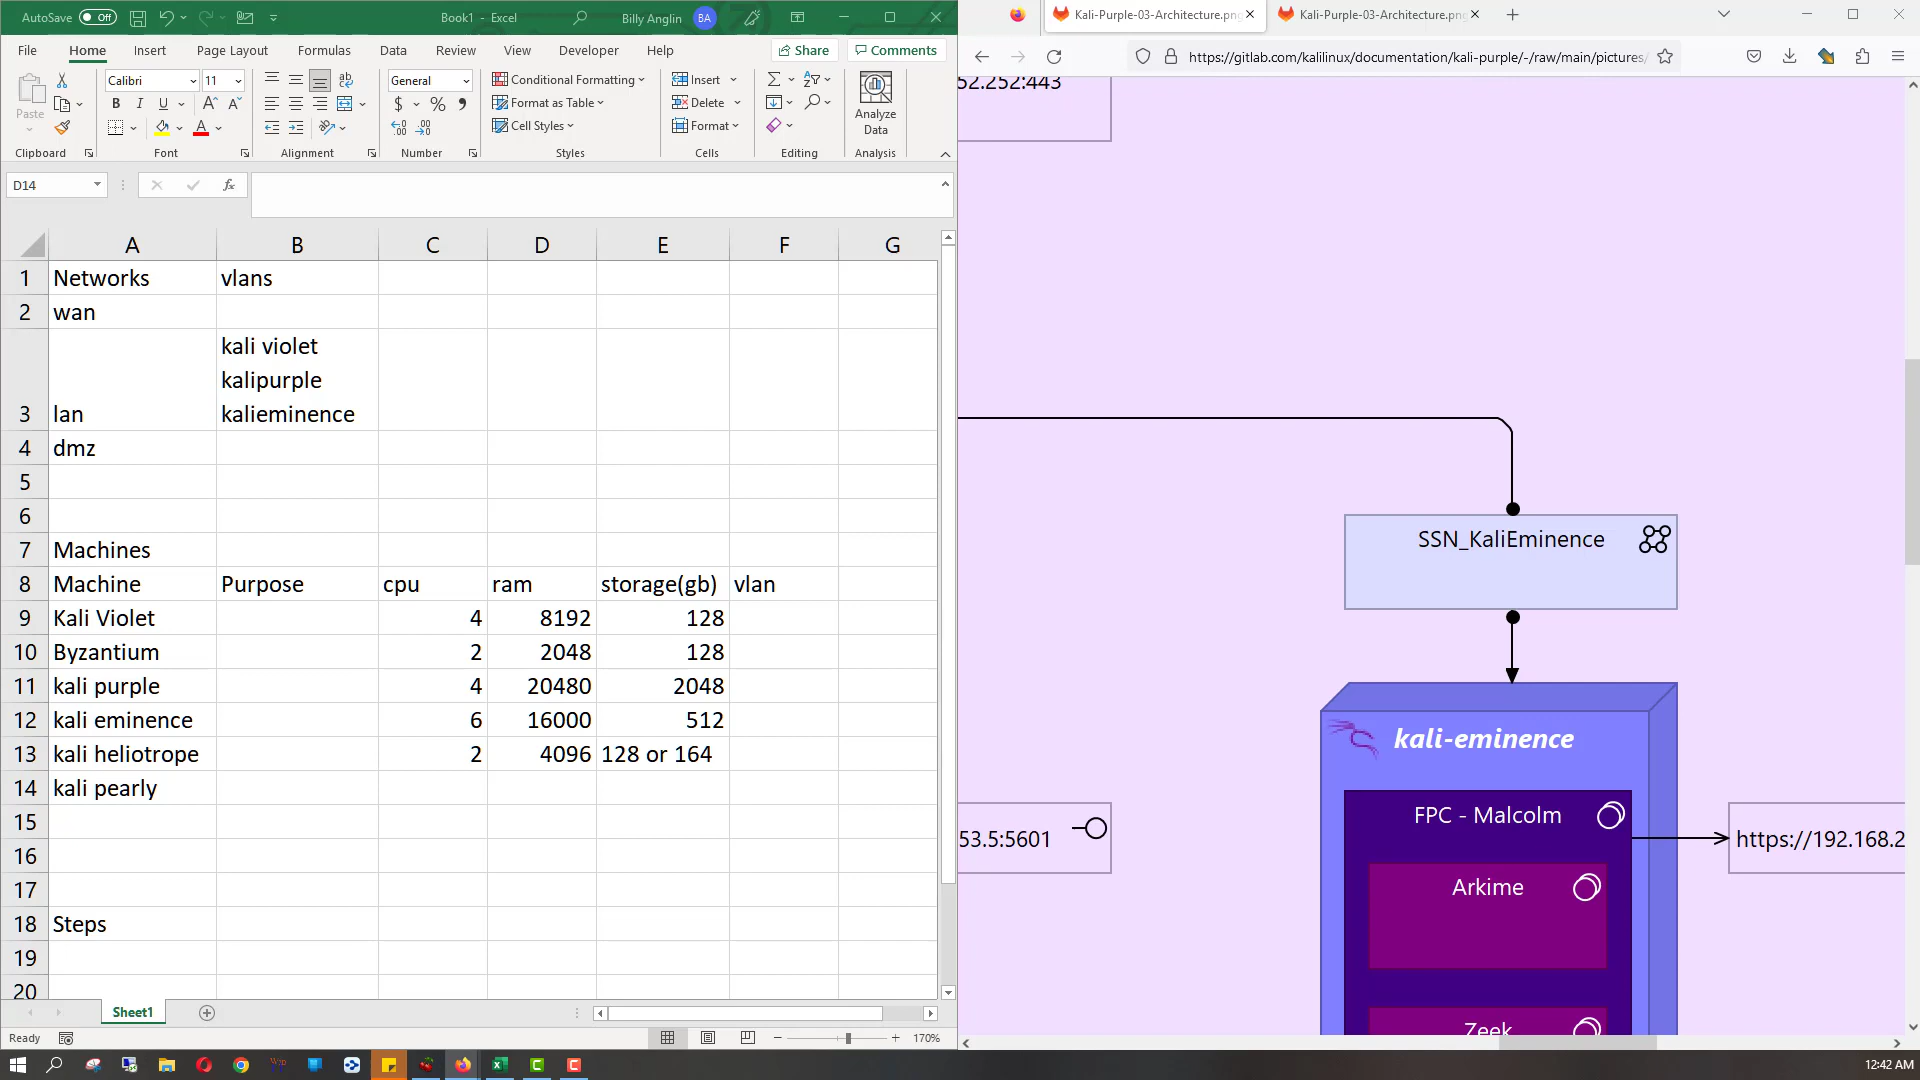 AutoSave Off Book1 - Excel Billy Anglin BA
File Home Insert Page Layout Formulas Data Review View Developer Help Share Comments
Paste Calibri 11 General Conditional Formatting Insert
B I U A A $ % Format as Table Delete Analyze Data
A Cell Styles Format
Clipboard Font Alignment Number Styles Cells Editing Analysis
D14 fx
A B C D E F G
1 Networks vlans
2 wan
kali violet
kalipurple
3 lan kalieminence
4 dmz
5
6
7 Machines
8 Machine Purpose cpu ram storage(gb) vlan
9 Kali Violet 4 8192 128
10 Byzantium 2 2048 128
11 kali purple 4 20480 2048
12 kali eminence 6 16000 512
13 kali heliotrope 2 4096 128 or 164
14 kali pearly
15
16
17
18 Steps
19
20
Sheet1
Ready 170%
Kali-Purple-03-Architecture.png Kali-Purple-03-Architecture.png
https://gitlab.com/kalilinux/documentation/kali-purple/-/raw/main/pictures/
52.252:443
SSN_KaliEminence
kali-eminence
FPC - Malcolm
53.5:5601 https://192.168.2
Arkime
Zeek
12:42 AM